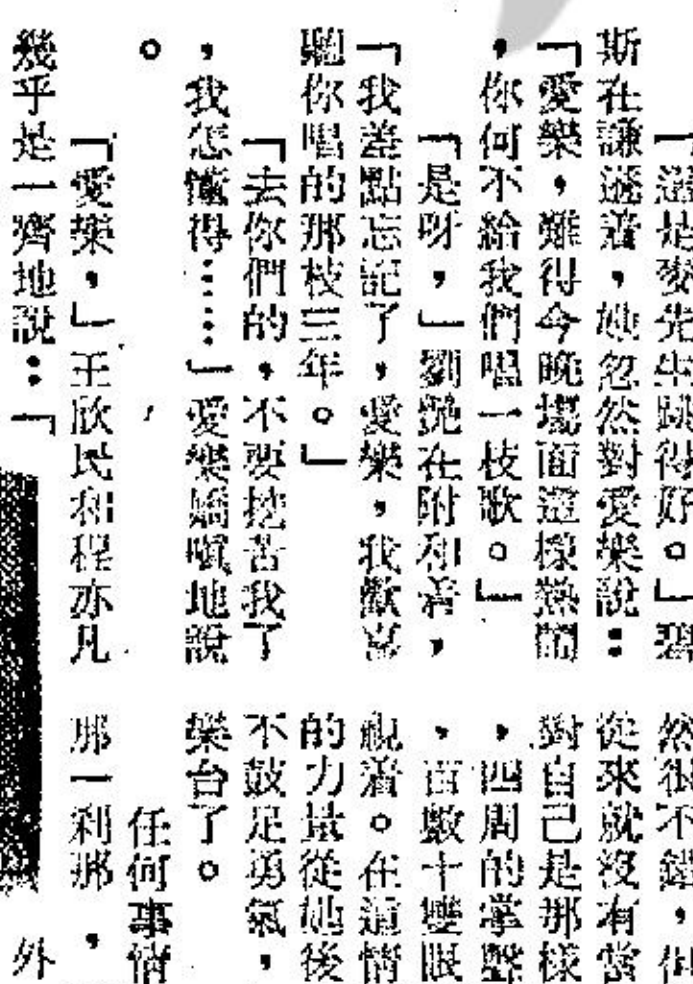 「還是麥先生跳得好。」碧
斯在謙遜着，她忽然對愛樂說：
「愛樂，難得今晚場面這樣熱鬧
，你何不給我們唱一枝歌。」
「是呀，」劉艷在附和着，
「我差點忘記了，愛樂，我歡喜
聽你唱的那枝三年。」
「去你們的，不要挖苦我了
，我怎懂得……」愛樂嬌嗔地說
。
「愛樂，」王欣民和程亦凡
幾乎是一齊地說：「
然很不錯，但
從來就沒有當
對自己是那樣
，四周的掌聲
，百數十雙眼
視着。在這情
的力量從她後
不鼓足勇氣，
樂台了。
任何事情
那一剎那，
外